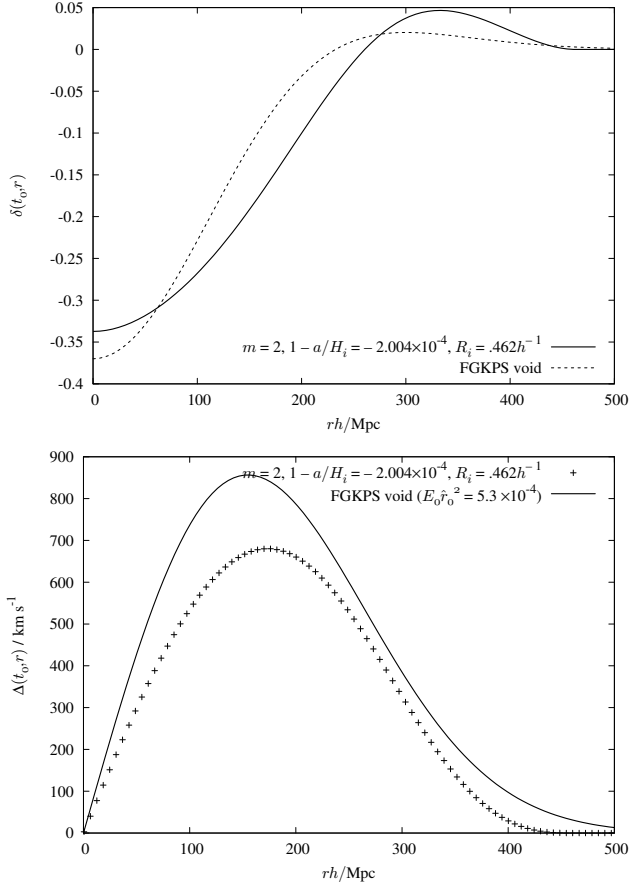 0.05
0
-0.05
-0.1
-0.15
-0.2
-0.25
-0.3
-0.35
-0.4
δ(t₀,r)
m = 2, 1 – a/Hᵢ = – 2.004×10⁻⁴, Rᵢ = .462h⁻¹
FGKPS void
0 100 200 300 400 500
rh/Mpc
900
800
700
600
500
400
300
200
100
0
Δ(t₀,r) / km s⁻¹
m = 2, 1 – a/Hᵢ = – 2.004×10⁻⁴, Rᵢ = .462h⁻¹
FGKPS void (E₀r̂₀² = 5.3 ×10⁻⁴)
0 100 200 300 400 500
rh/Mpc